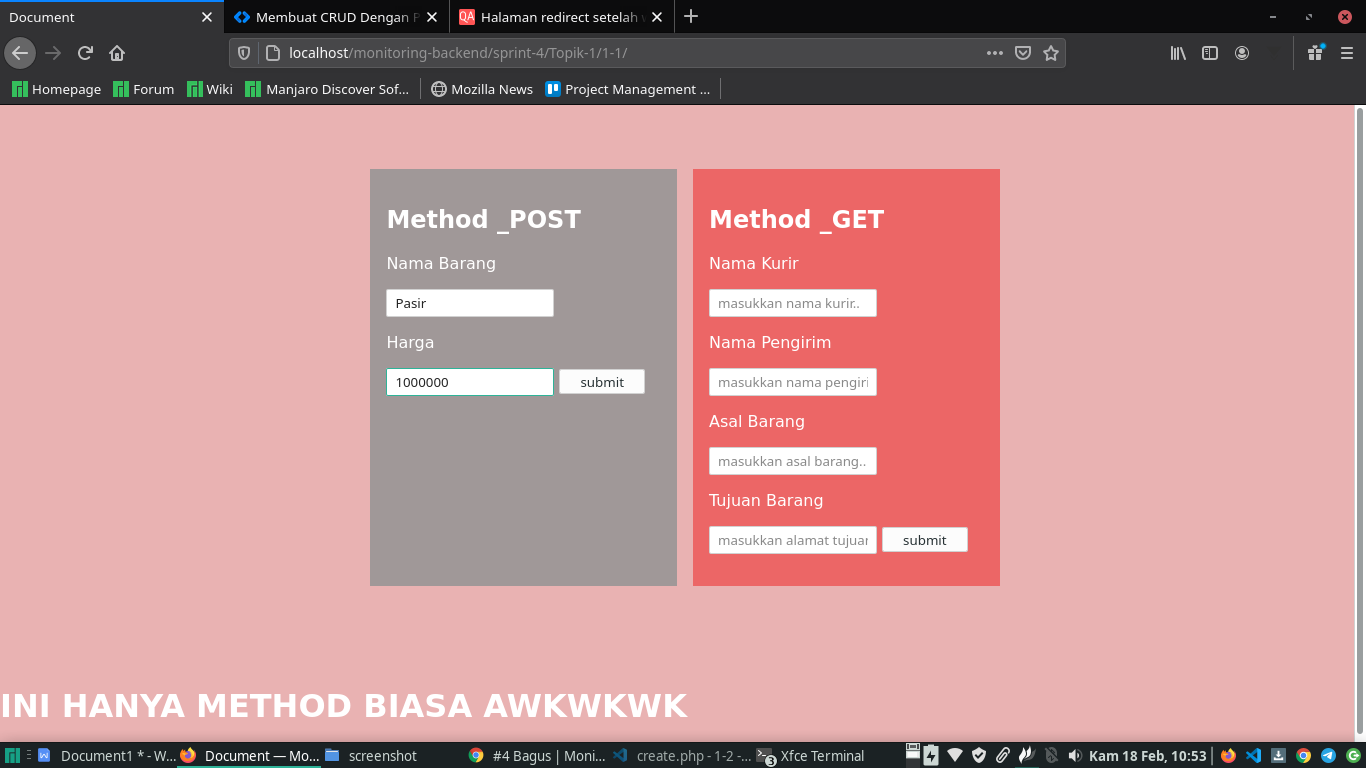 Document
Membuat CRUD Dengan P
QA
Halaman redirect setelah w
localhost/monitoring-backend/sprint-4/Topik-1/1-1/
Homepage
Forum
Wiki
Manjaro Discover Sof...
Mozilla News
Project Management ...
Method _POST
Nama Barang
Pasir
Harga
1000000
submit
Method _GET
Nama Kurir
masukkan nama kurir..
Nama Pengirim
masukkan nama pengiri
Asal Barang
masukkan asal barang..
Tujuan Barang
masukkan alamat tujuan
submit
INI HANYA METHOD BIASA AWKWKWK
Document1 * - W...
Document — Mo...
screenshot
#4 Bagus | Moni...
create.php - 1-2 -...
3
Xfce Terminal
Kam 18 Feb, 10:53